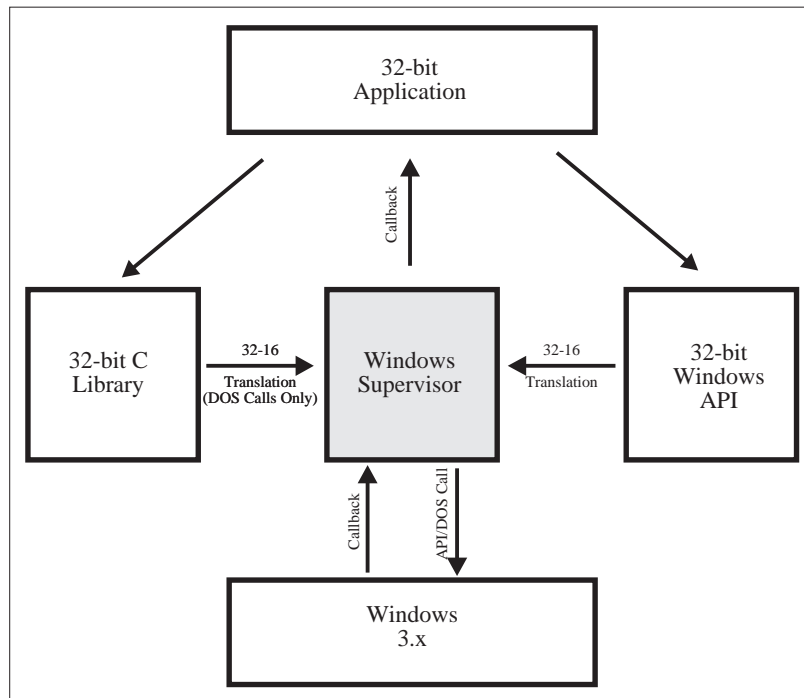 32-bit
Application
Callback
32-bit C
Library
32-16
Translation
(DOS Calls Only)
Windows
Supervisor
32-16
Translation
32-bit
Windows
API
Callback
API/DOS Call
Windows
3.x